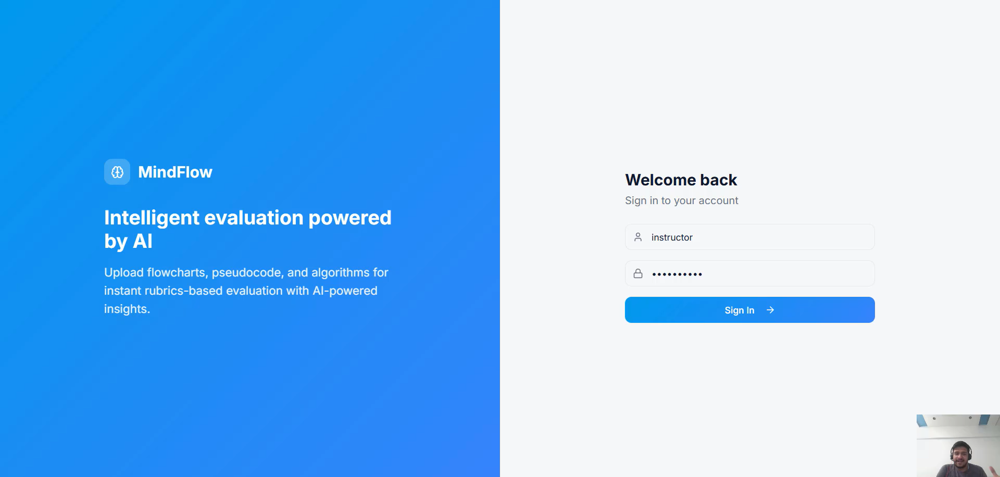 MindFlow
Intelligent evaluation powered
by AI
Upload flowcharts, pseudocode, and algorithms for
instant rubrics-based evaluation with AI-powered
insights.
Welcome back
Sign in to your account
instructor
••••••••••
Sign In